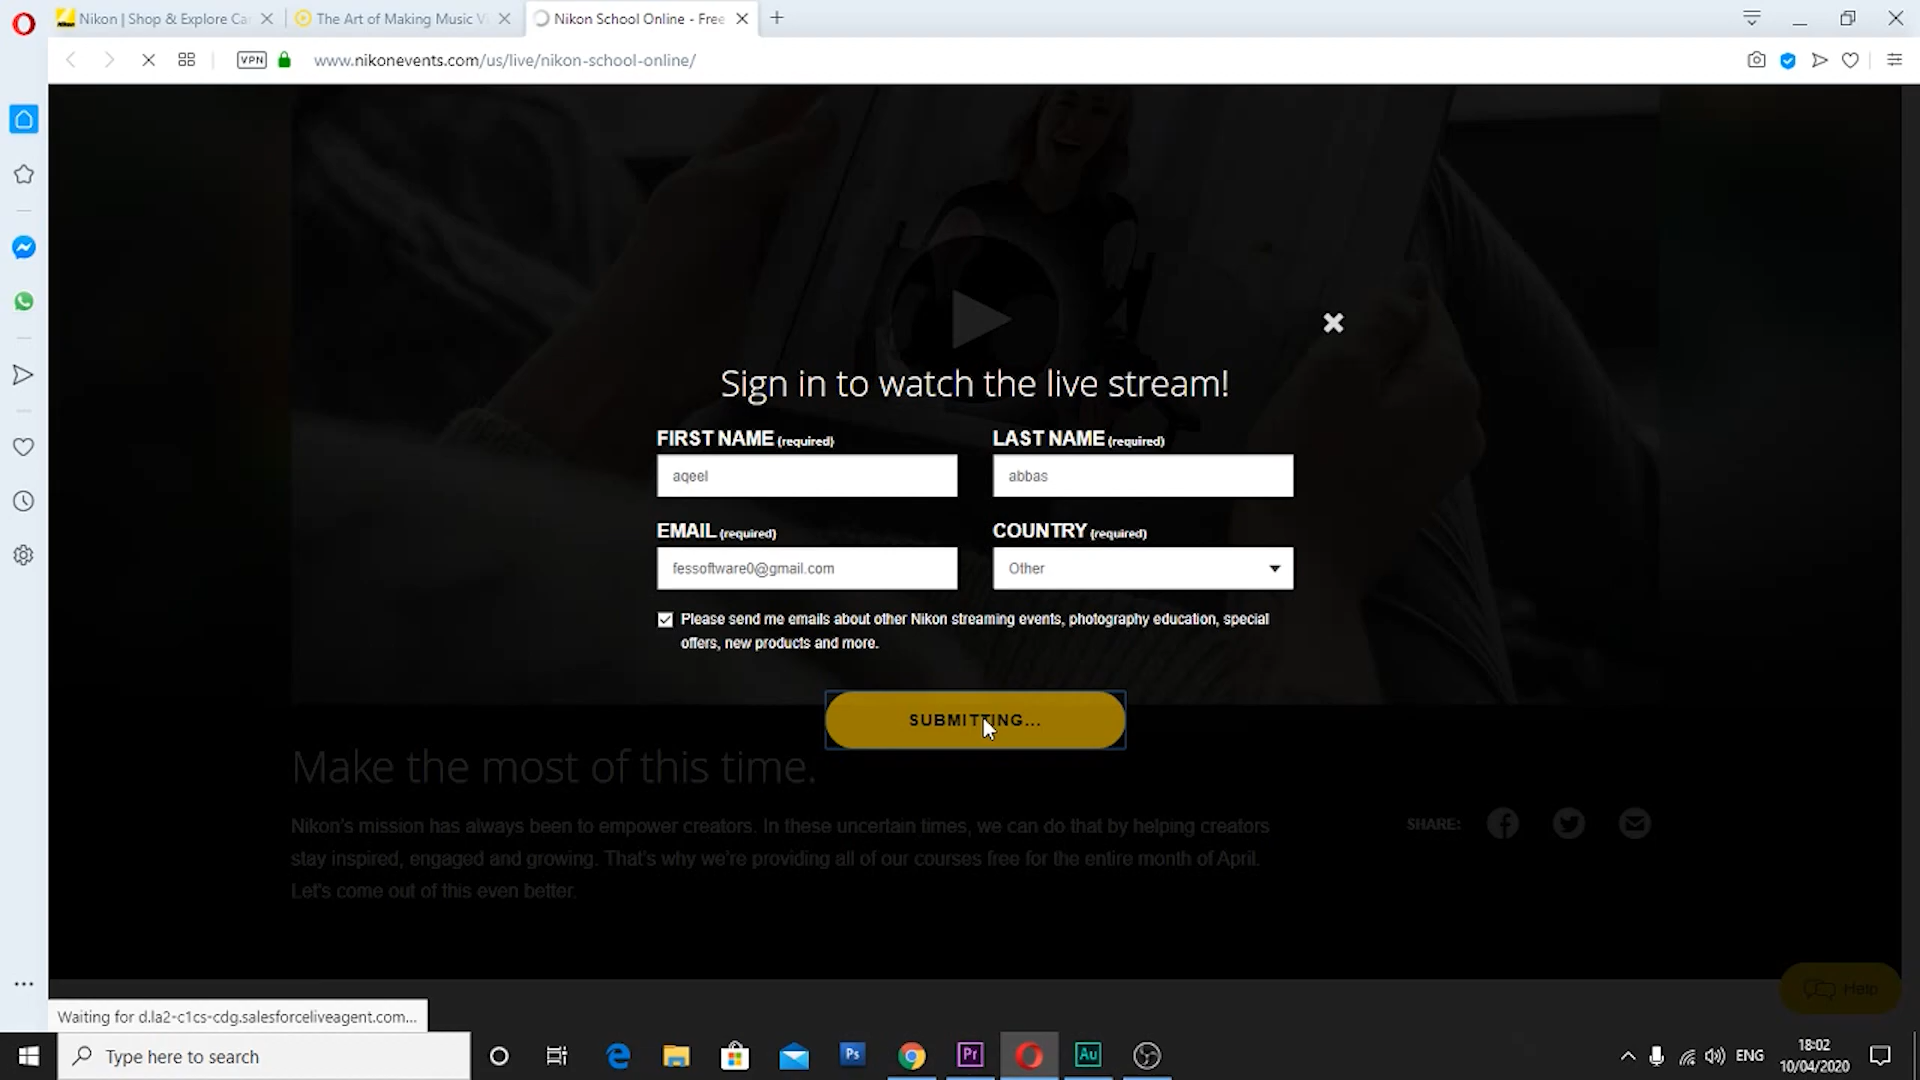 Nikon | Shop & Explore Ca
The Art of Making Music V
Nikon School Online - Free
VPN
www.nikonevents.com/us/live/nikon-school-online/
Sign in to watch the live stream!
FIRST NAME (required)
LAST NAME (required)
aqeel
abbas
EMAIL (required)
COUNTRY (required)
fessoftware0@gmail.com
Other
Please send me emails about other Nikon streaming events, photography education, special
offers, new products and more.
SUBMITTING...
Make the most of this time.
Nikon's mission has always been to empower creators. In these uncertain times, we can do that by helping creators
stay inspired, engaged and growing. That's why we're providing all of our courses free for the entire month of April.
Let's come out of this even better.
SHARE:
Help
Waiting for d.la2-c1cs-cdg.salesforceliveagent.com...
Type here to search
Ps
Pr
Au
ENG
18:02
10/04/2020